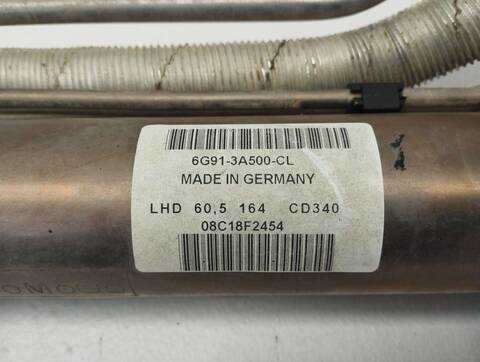 6G91-3A500-CL
MADE IN GERMANY
LHD 60,5 164 CD340
08C18F2454